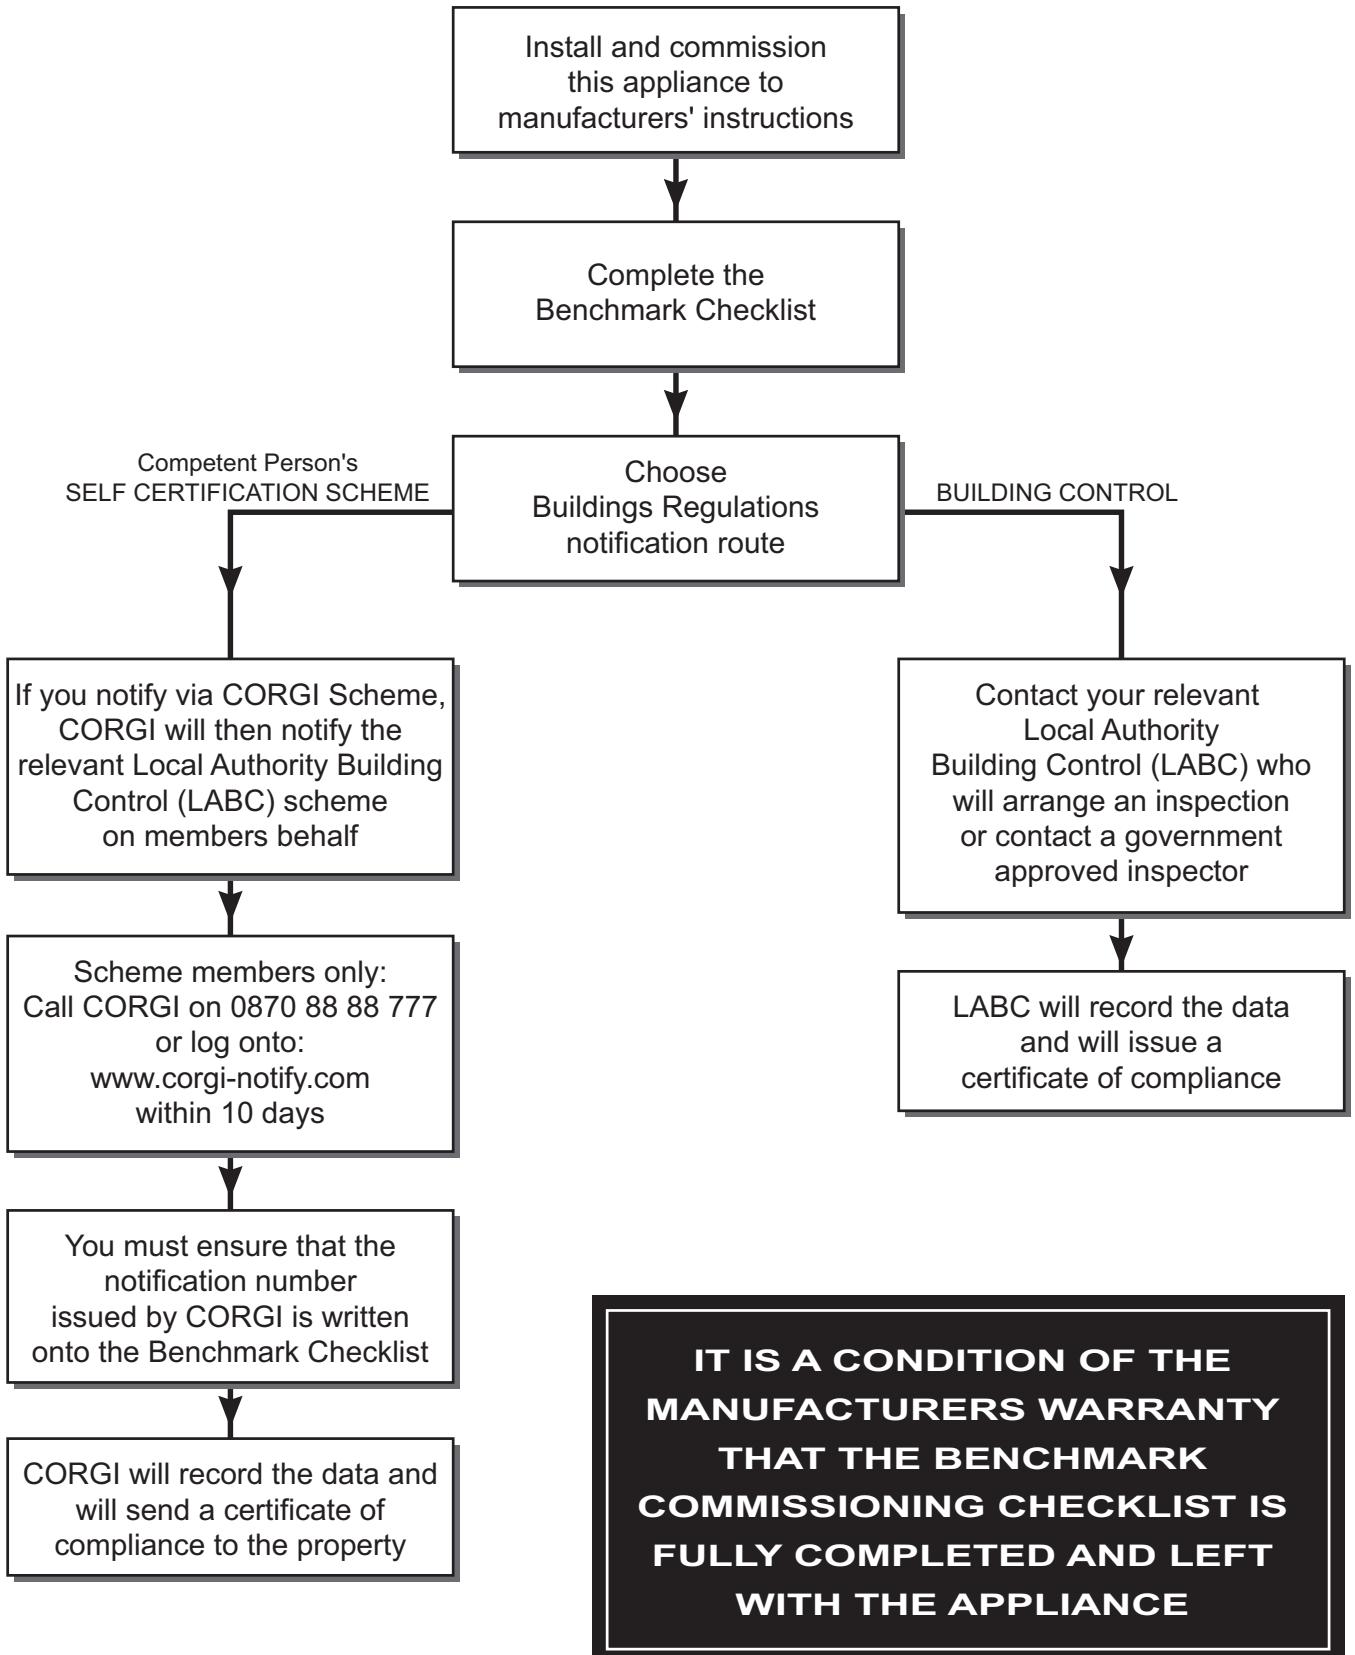 Install and commission
this appliance to
manufacturers' instructions
Complete the
Benchmark Checklist
Choose
Buildings Regulations
notification route
Competent Person's
SELF CERTIFICATION SCHEME
BUILDING CONTROL
If you notify via CORGI Scheme,
CORGI will then notify the
relevant Local Authority Building
Control (LABC) scheme
on members behalf
Scheme members only:
Call CORGI on 0870 88 88 777
or log onto:
www.corgi-notify.com
within 10 days
You must ensure that the
notification number
issued by CORGI is written
onto the Benchmark Checklist
CORGI will record the data and
will send a certificate of
compliance to the property
Contact your relevant
Local Authority
Building Control (LABC) who
will arrange an inspection
or contact a government
approved inspector
LABC will record the data
and will issue a
certificate of compliance
IT IS A CONDITION OF THE
MANUFACTURERS WARRANTY
THAT THE BENCHMARK
COMMISSIONING CHECKLIST IS
FULLY COMPLETED AND LEFT
WITH THE APPLIANCE